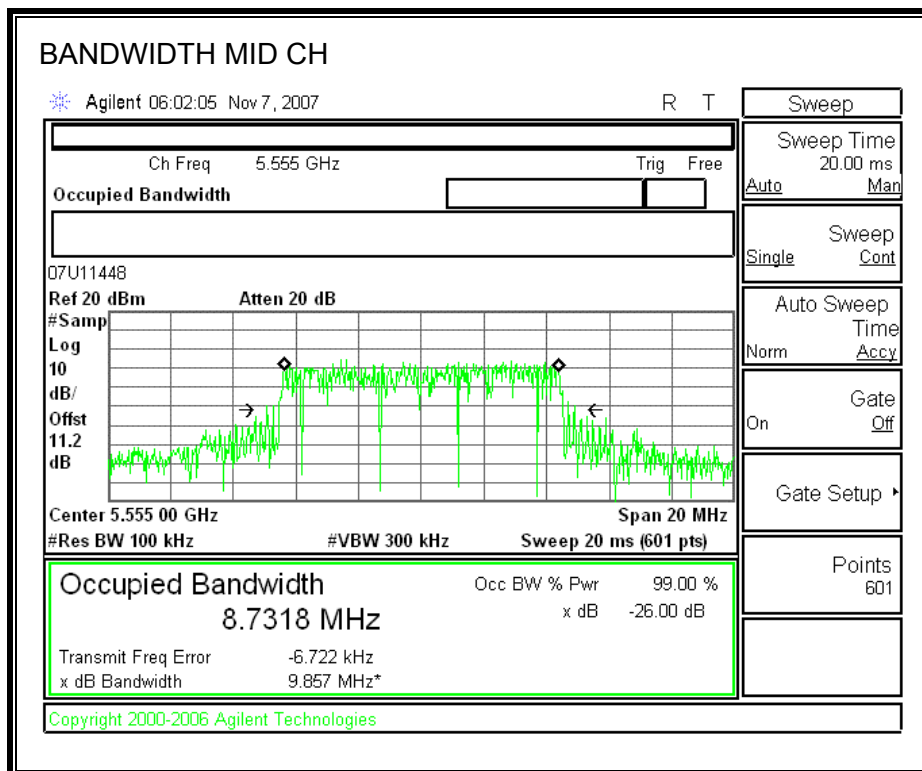 BANDWIDTH MID CH
Agilent 06:02:05 Nov 7, 2007 R T
Ch Freq 5.555 GHz Trig Free
Occupied Bandwidth
07U11448
Ref 20 dBm Atten 20 dB
#Samp
Log
10
dB/
Offst
11.2
dB
Center 5.555 00 GHz Span 20 MHz
#Res BW 100 kHz #VBW 300 kHz Sweep 20 ms (601 pts)
Occupied Bandwidth Occ BW % Pwr 99.00 %
8.7318 MHz x dB -26.00 dB
Transmit Freq Error -6.722 kHz
x dB Bandwidth 9.857 MHz*
Copyright 2000-2006 Agilent Technologies
Sweep
Sweep Time
20.00 ms
Auto Man
Sweep
Single Cont
Auto Sweep
Time
Norm Accy
Gate
On Off
Gate Setup
Points
601